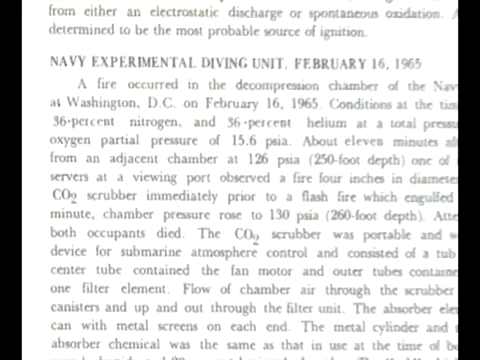 from either an electrostatic discharge or spontaneous oxidation.
determined to be the most probable source of ignition.
NAVY EXPERIMENTAL DIVING UNIT, FEBRUARY 16, 1965
A fire occurred in the decompression chamber of the Nav
at Washington, D.C. on February 16, 1965. Conditions at the tim
36-percent nitrogen, and 36-percent helium at a total pressu
oxygen partial pressure of 15.6 psia. About eleven minutes a
from an adjacent chamber at 126 psia (250-foot depth) one of
servers at a viewing port observed a fire four inches in diamete
CO₂ scrubber immediately prior to a flash fire which engulfed
minute, chamber pressure rose to 130 psia (260-foot depth). Atte
both occupants died. The CO₂ scrubber was portable and
device for submarine atmosphere control and consisted of a tub
center tube contained the fan motor and outer tubes containe
one filter element. Flow of chamber air through the scrubber
canisters and up and out through the filter unit. The absorber ele
can with metal screens on each end. The metal cylinder and
absorber chemical was the same as that in use at the time of b